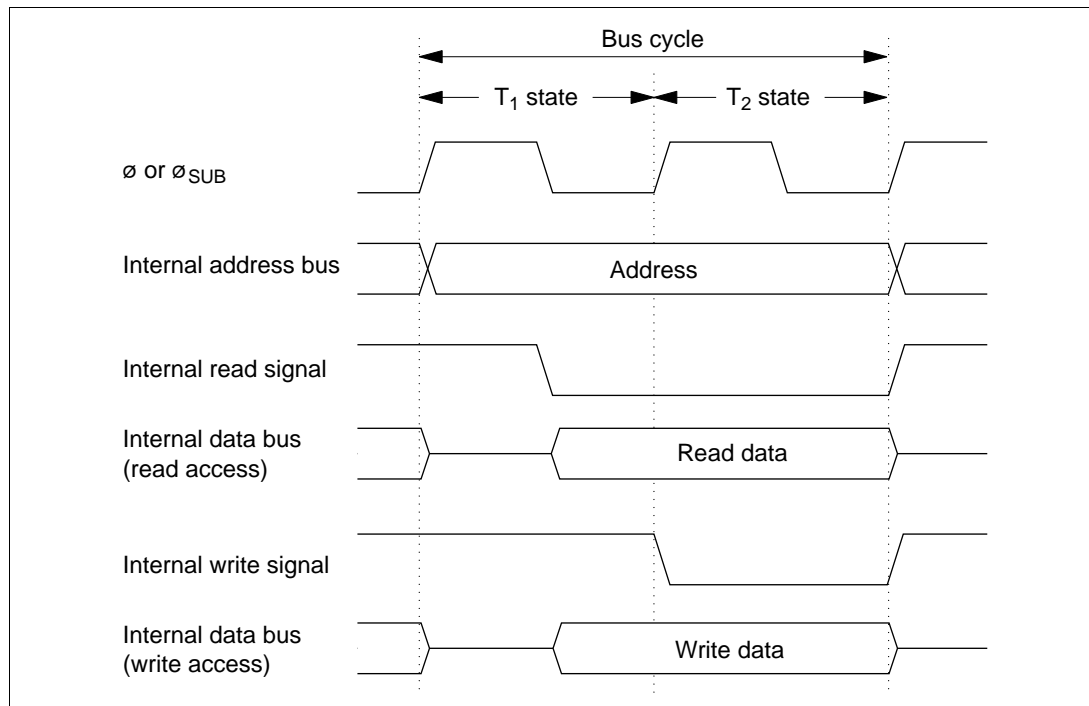 Bus cycle
T1 state
T2 state
ø or øSUB
Internal address bus
Address
Internal read signal
Internal data bus
(read access)
Read data
Internal write signal
Internal data bus
(write access)
Write data